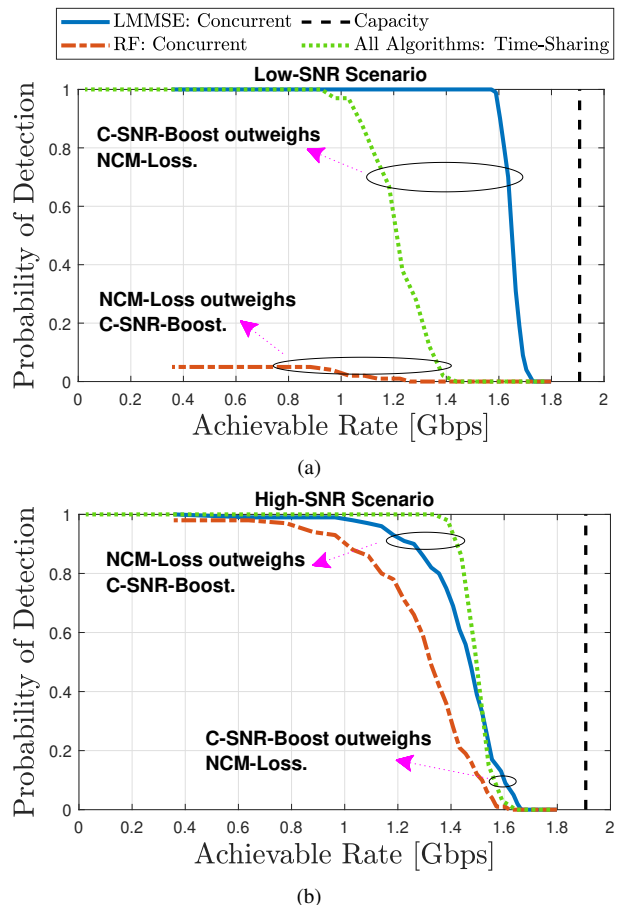 LMMSE: Concurrent
Capacity
RF: Concurrent
All Algorithms: Time-Sharing
Low-SNR Scenario
C-SNR-Boost outweighs
NCM-Loss.
NCM-Loss outweighs
C-SNR-Boost.
Probability of Detection
1
0.8
0.6
0.4
0.2
0
0 0.2 0.4 0.6 0.8 1 1.2 1.4 1.6 1.8 2
Achievable Rate [Gbps]
(a)
High-SNR Scenario
NCM-Loss outweighs
C-SNR-Boost.
C-SNR-Boost outweighs
NCM-Loss.
Probability of Detection
1
0.8
0.6
0.4
0.2
0
0 0.2 0.4 0.6 0.8 1 1.2 1.4 1.6 1.8 2
Achievable Rate [Gbps]
(b)